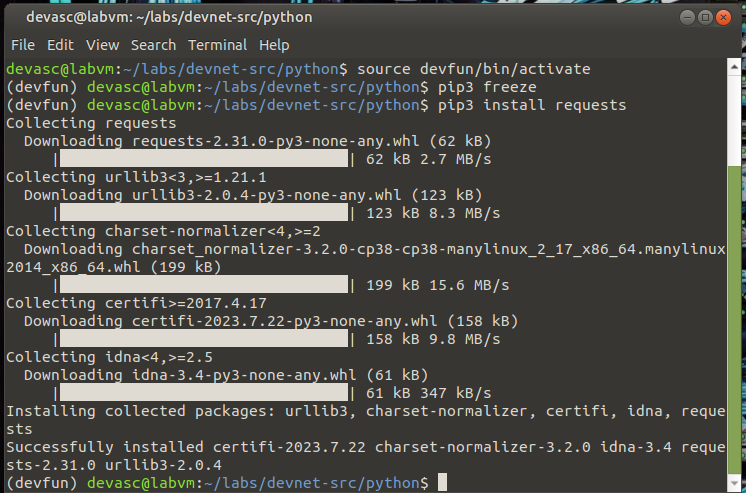 devasc@labvm: ~/labs/devnet-src/python
File Edit View Search Terminal Help
devasc@labvm:~/labs/devnet-src/python$ source devfun/bin/activate
(devfun) devasc@labvm:~/labs/devnet-src/python$ pip3 freeze
(devfun) devasc@labvm:~/labs/devnet-src/python$ pip3 install requests
Collecting requests
  Downloading requests-2.31.0-py3-none-any.whl (62 kB)
     |████████████████████████████████| 62 kB 2.7 MB/s
Collecting urllib3<3,>=1.21.1
  Downloading urllib3-2.0.4-py3-none-any.whl (123 kB)
     |████████████████████████████████| 123 kB 8.3 MB/s
Collecting charset-normalizer<4,>=2
  Downloading charset_normalizer-3.2.0-cp38-cp38-manylinux_2_17_x86_64.manylinux
2014_x86_64.whl (199 kB)
     |████████████████████████████████| 199 kB 15.6 MB/s
Collecting certifi>=2017.4.17
  Downloading certifi-2023.7.22-py3-none-any.whl (158 kB)
     |████████████████████████████████| 158 kB 9.8 MB/s
Collecting idna<4,>=2.5
  Downloading idna-3.4-py3-none-any.whl (61 kB)
     |████████████████████████████████| 61 kB 347 kB/s
Installing collected packages: urllib3, charset-normalizer, certifi, idna, reque
sts
Successfully installed certifi-2023.7.22 charset-normalizer-3.2.0 idna-3.4 reque
sts-2.31.0 urllib3-2.0.4
(devfun) devasc@labvm:~/labs/devnet-src/python$